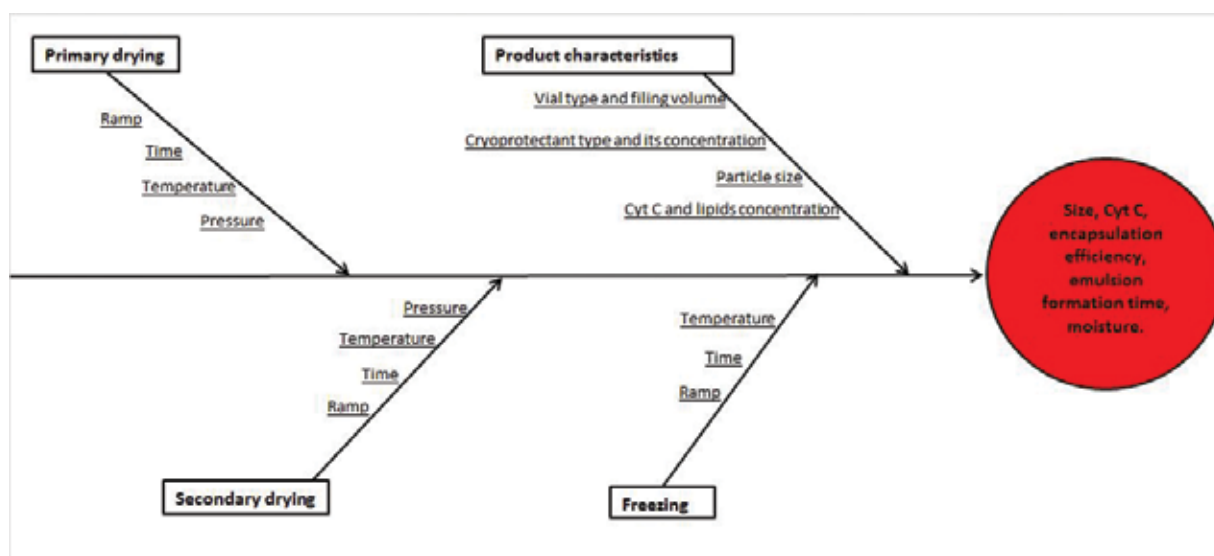 Primary drying
Product characteristics
Ramp
Time
Temperature
Pressure
Vial type and filing volume
Cryoprotectant type and its concentration
Particle size
Cyt C and lipids concentration
Size, Cyt C,
encapsulation
efficiency,
emulsion
formation time,
moisture.
Pressure
Temperature
Time
Ramp
Temperature
Time
Ramp
Secondary drying
Freezing